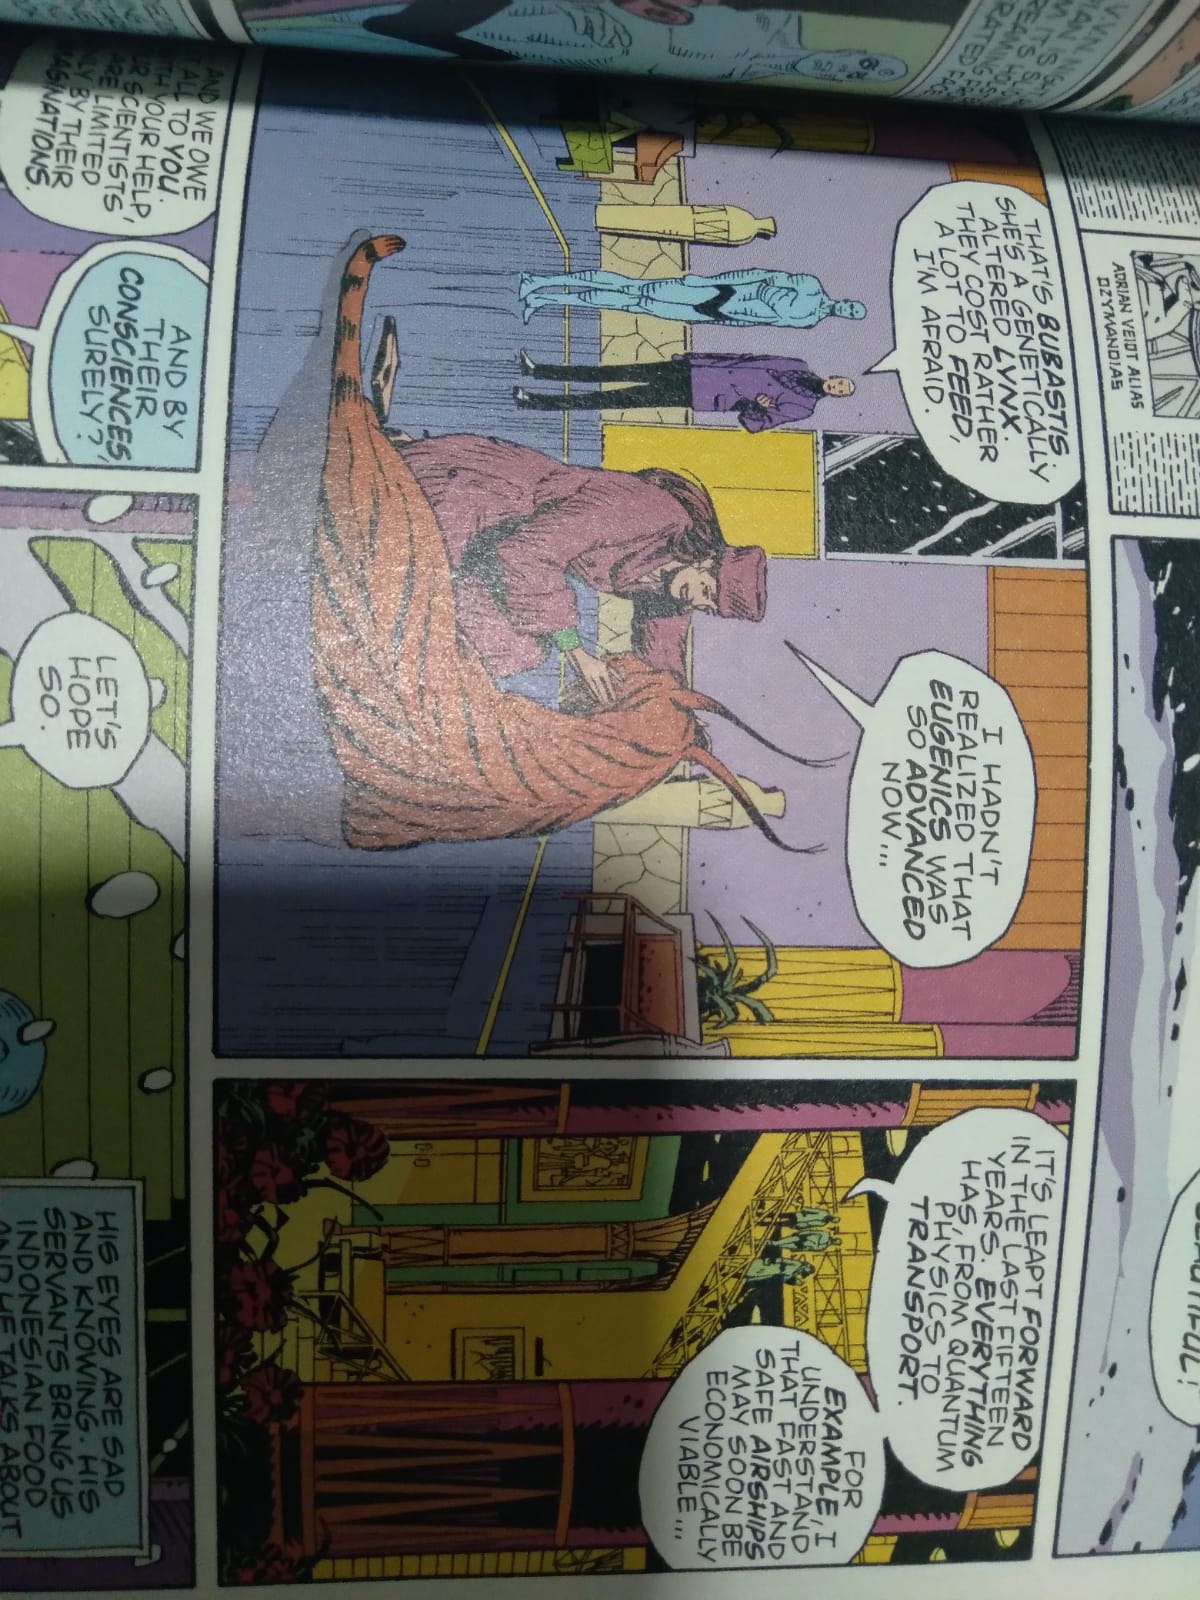 BEAUTIFUL!
ADRIAN VEIDT ALIAS
OZYMANDIAS
THAT'S BUBASTIS.
SHE'S A GENETICALLY
ALTERED LYNX.
THEY COST RATHER
A LOT TO FEED,
I'M AFRAID.
I HADN'T
REALIZED THAT
EUGENICS WAS
SO ADVANCED
NOW...
IT'S LEAPT FORWARD
IN THE LAST FIFTEEN
YEARS. EVERYTHING
HAS, FROM QUANTUM
PHYSICS TO
TRANSPORT.
FOR
EXAMPLE, I
UNDERSTAND
THAT FAST AND
SAFE AIRSHIPS
MAY SOON BE
ECONOMICALLY
VIABLE...
AND WE OWE
ALL TO YOU.
YOUR HELP,
SCIENTISTS
ARE LIMITED
BY THEIR
IMAGINATIONS.
AND BY
THEIR
CONSCIENCES,
SURELY?
LET'S
HOPE
SO.
HIS EYES ARE SAD
AND KNOWING. HIS
SERVANTS BRING US
INDONESIAN FOOD
AND HE TALKS ABOUT